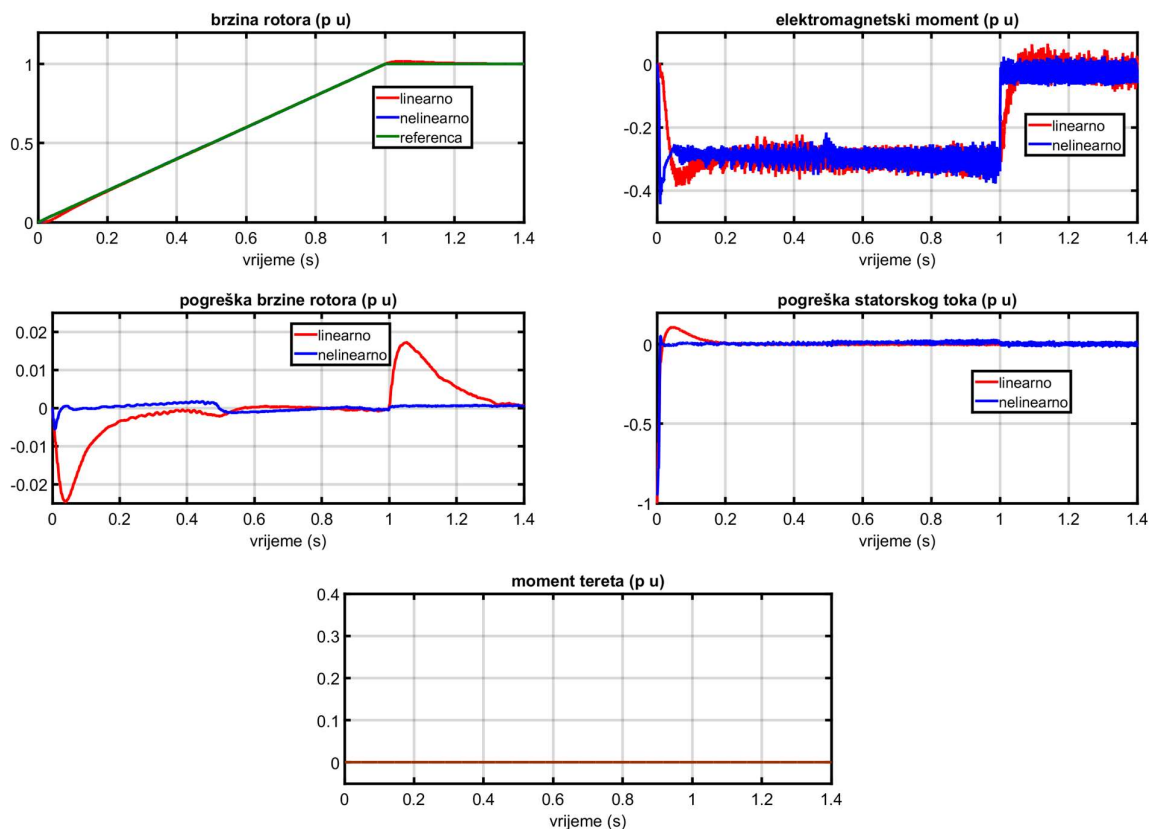 brzina rotora (p u)
1
0.5
0
linearno
nelinearno
referenca
0 0.2 0.4 0.6 0.8 1 1.2 1.4
vrijeme (s)
elektromagnetski moment (p u)
0
-0.2
-0.4
linearno
nelinearno
0 0.2 0.4 0.6 0.8 1 1.2 1.4
vrijeme (s)
pogreška brzine rotora (p u)
0.02
0.01
0
-0.01
-0.02
linearno
nelinearno
0 0.2 0.4 0.6 0.8 1 1.2 1.4
vrijeme (s)
pogreška statorskog toka (p u)
0
-0.5
-1
linearno
nelinearno
0 0.2 0.4 0.6 0.8 1 1.2 1.4
vrijeme (s)
moment tereta (p u)
0.4
0.3
0.2
0.1
0
0 0.2 0.4 0.6 0.8 1 1.2 1.4
vrijeme (s)